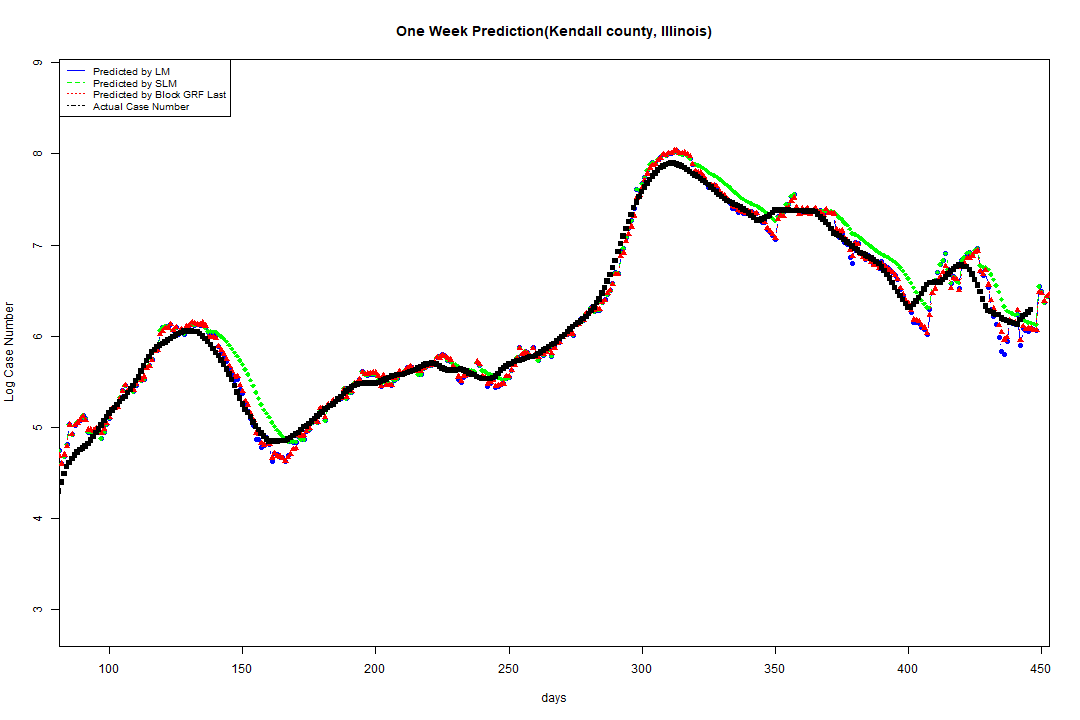 One Week Prediction(Kendall county, Illinois)
Predicted by LM
Predicted by SLM
Predicted by Block GRF Last
Actual Case Number
9
8
7
6
5
4
3
Log Case Number
100 150 200 250 300 350 400 450
days